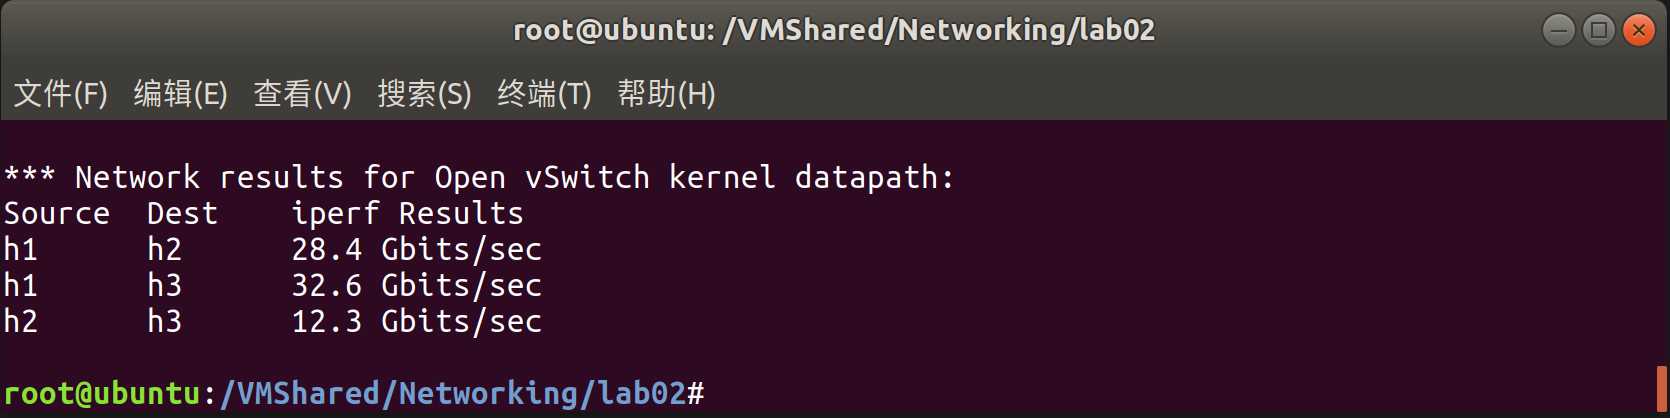 root@ubuntu: /VMShared/Networking/lab02
文件(F) 编辑(E) 查看(V) 搜索(S) 终端(T) 帮助(H)
*** Network results for Open vSwitch kernel datapath:
Source  Dest    iperf Results
h1      h2      28.4 Gbits/sec
h1      h3      32.6 Gbits/sec
h2      h3      12.3 Gbits/sec
root@ubuntu:/VMShared/Networking/lab02#